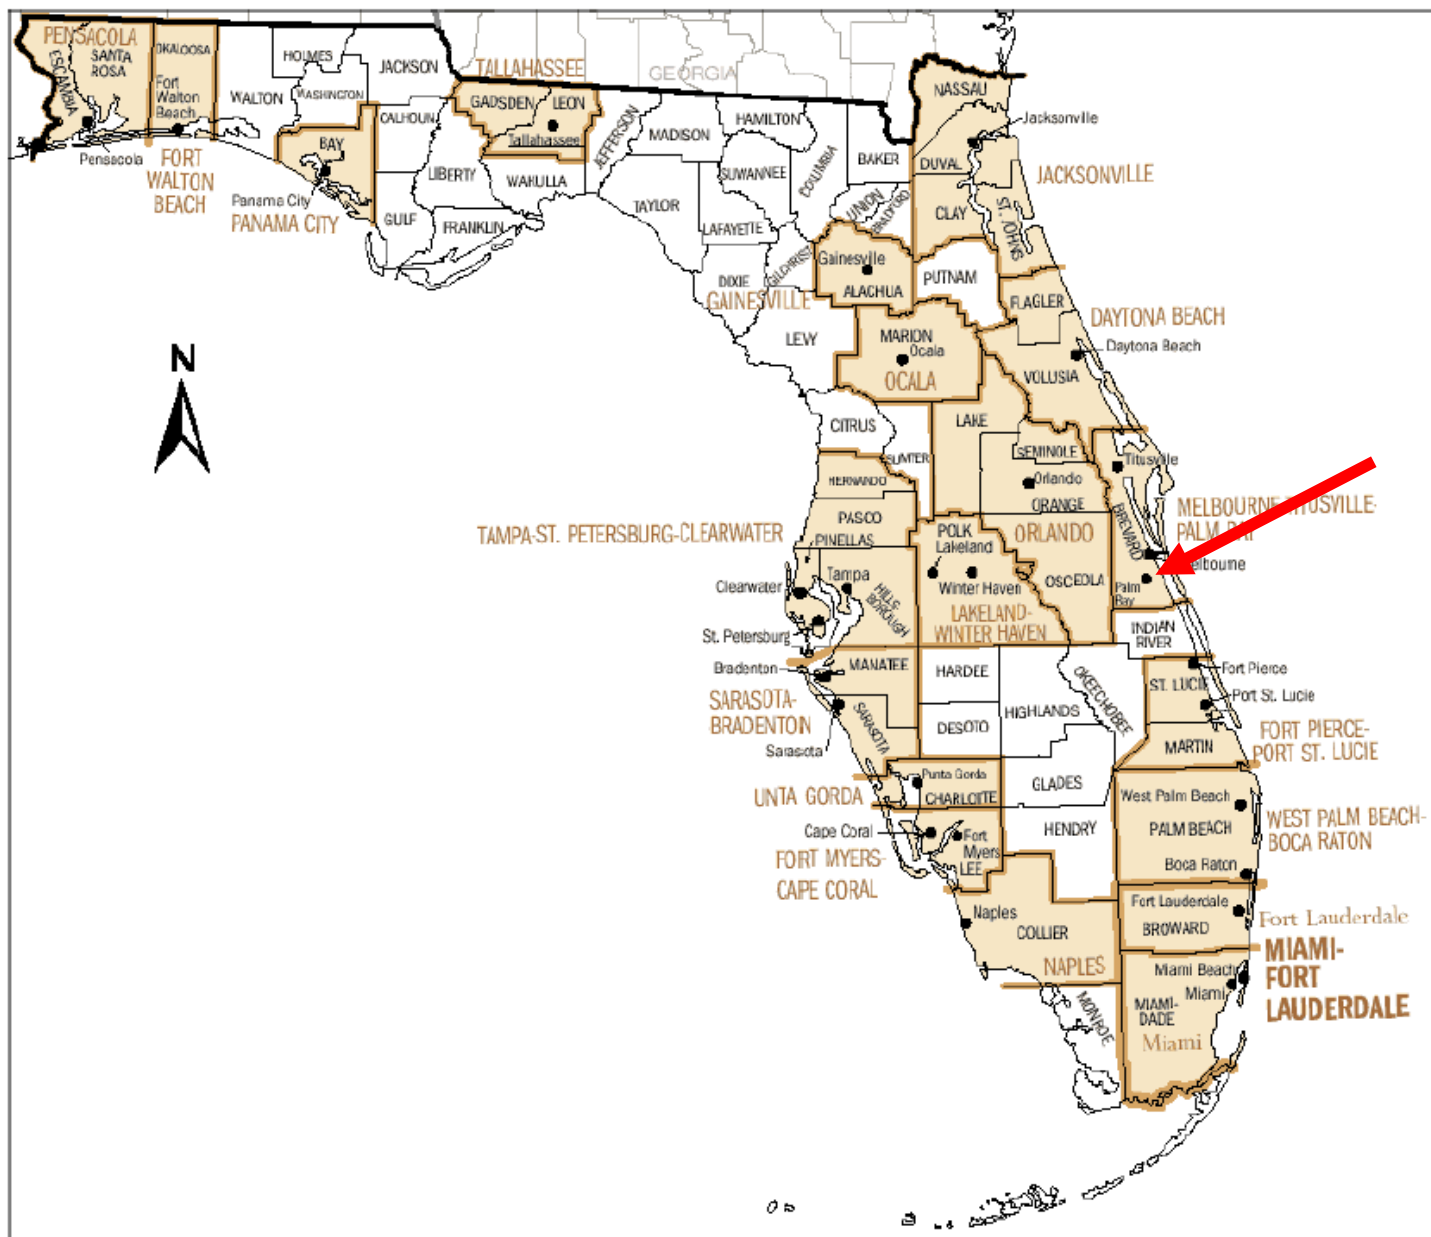 PENSACOLA
ESCAMBIA
SANTA
ROSA
OKALOOSA
Fort
Walton
Beach
Pensacola
FORT
WALTON
BEACH
HOLMES
WALTON
WASHINGTON
JACKSON
CALHOUN
BAY
Panama City
PANAMA CITY
GULF
LIBERTY
FRANKLIN
TALLAHASSEE
GADSDEN
LEON
Tallahassee
WAKULLA
JEFFERSON
GEORGIA
MADISON
HAMILTON
TAYLOR
SUWANNEE
LAFAYETTE
DIXIE
COLUMBIA
BAKER
UNION
BRADFORD
GILCHRIST
NASSAU
Jacksonville
DUVAL
JACKSONVILLE
CLAY
ST. JOHNS
Gainesville
ALACHUA
GAINESVILLE
PUTNAM
FLAGLER
DAYTONA BEACH
Daytona Beach
VOLUSIA
LEVY
MARION
Ocala
OCALA
N
CITRUS
SUMTER
LAKE
SEMINOLE
Orlando
ORANGE
ORLANDO
OSCEOLA
Titusville
BREVARD
MELBOURNE-TITUSVILLE-
PALM BAY
elbourne
Palm
Bay
HERNANDO
PASCO
PINELLAS
TAMPA-ST. PETERSBURG-CLEARWATER
Clearwater
Tampa
HILLS-
BOROUGH
St. Petersburg
POLK
Lakeland
Winter Haven
LAKELAND-
WINTER HAVEN
INDIAN
RIVER
Bradenton
MANATEE
SARASOTA-
BRADENTON
SARASOTA
Sarasota
HARDEE
DESOTO
HIGHLANDS
OKEECHOBEE
Fort Pierce
ST. LUCIE
Port St. Lucie
MARTIN
FORT PIERCE-
PORT ST. LUCIE
Punta Gorda
CHARLOTTE
UNTA GORDA
GLADES
Cape Coral
Fort
Myers
LEE
FORT MYERS-
CAPE CORAL
HENDRY
West Palm Beach
PALM BEACH
Boca Raton
WEST PALM BEACH-
BOCA RATON
Naples
COLLIER
NAPLES
Fort Lauderdale
BROWARD
Fort Lauderdale
MIAMI-
FORT
LAUDERDALE
Miami Beach
Miami
MIAMI-
DADE
Miami
MONROE